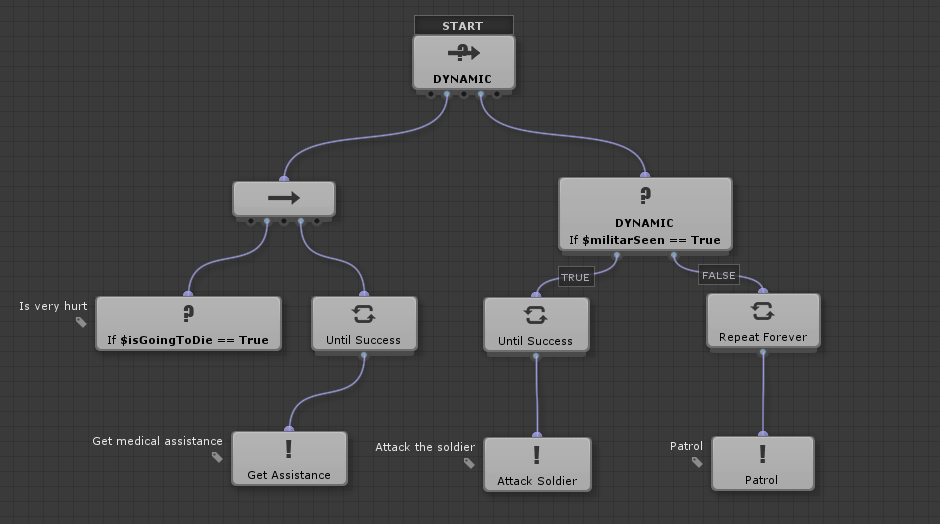 START
DYNAMIC
DYNAMIC
If $militarSeen == True
TRUE
FALSE
Is very hurt
If $isGoingToDie == True
Until Success
Until Success
Repeat Forever
Get medical assistance
Get Assistance
Attack the soldier
Attack Soldier
Patrol
Patrol